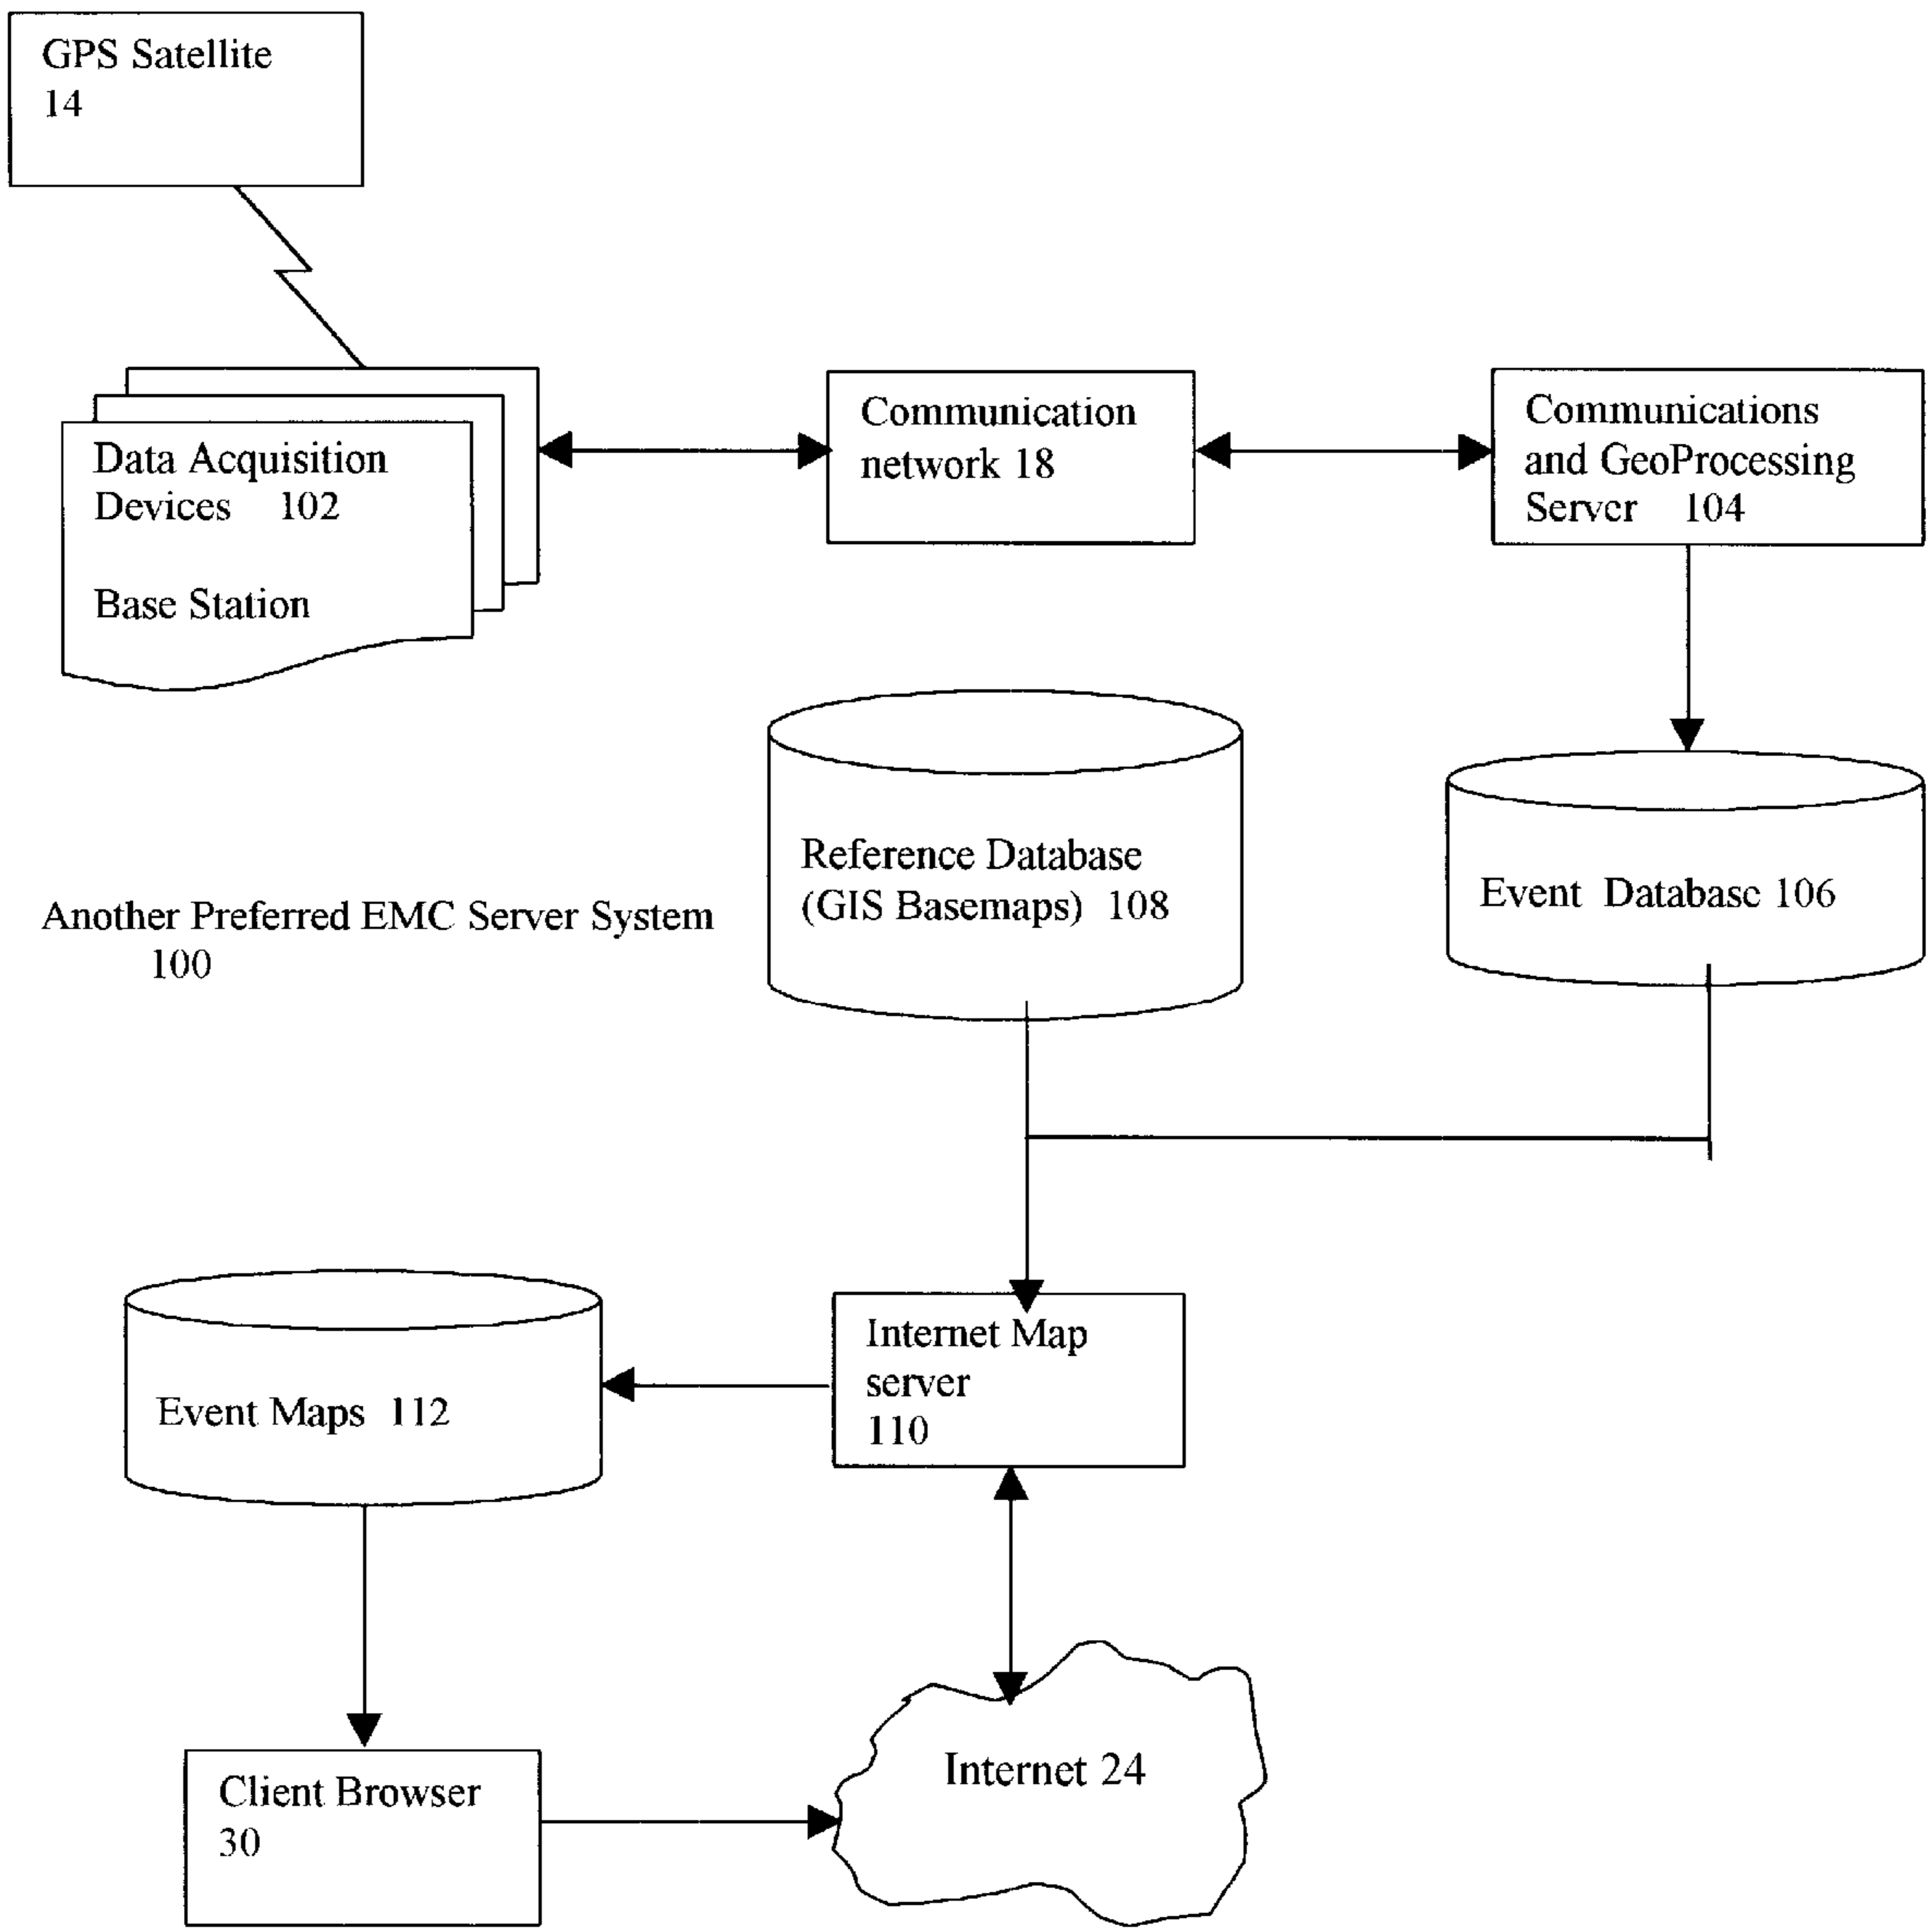 GPS Satellite
14
Data Acquisition
Devices 102
Base Station
Communication
network 18
Communications
and GeoProcessing
Server 104
Reference Database
(GIS Basemaps) 108
Event Database 106
Another Preferred EMC Server System
100
Internet Map
server
110
Event Maps 112
Client Browser
30
Internet 24